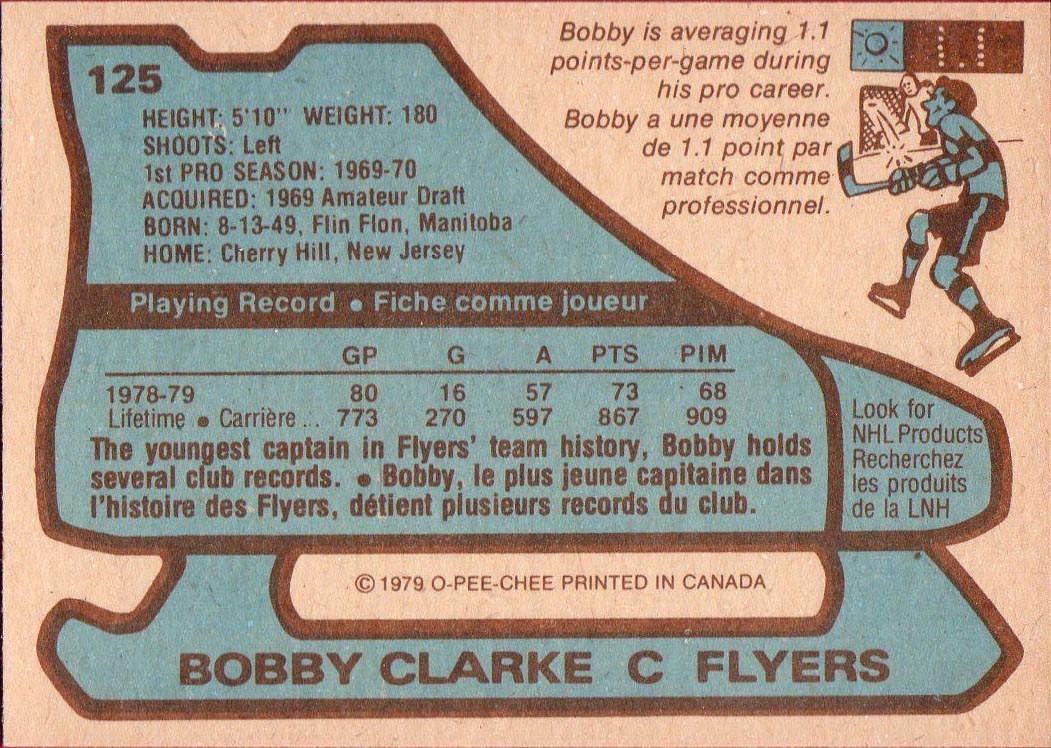 125
HEIGHT: 5'10" WEIGHT: 180
SHOOTS: Left
1st PRO SEASON: 1969-70
ACQUIRED: 1969 Amateur Draft
BORN: 8-13-49, Flin Flon, Manitoba
HOME: Cherry Hill, New Jersey
Bobby is averaging 1.1
points-per-game during
his pro career.
Bobby a une moyenne
de 1.1 point par
match comme
professionnel.
1.1
Playing Record • Fiche comme joueur
GP G A PTS PIM
1978-79 80 16 57 73 68
Lifetime • Carrière ... 773 270 597 867 909
The youngest captain in Flyers' team history, Bobby holds
several club records. • Bobby, le plus jeune capitaine dans
l'histoire des Flyers, détient plusieurs records du club.
Look for
NHL Products
Recherchez
les produits
de la LNH
© 1979 O-PEE-CHEE PRINTED IN CANADA
BOBBY CLARKE C FLYERS